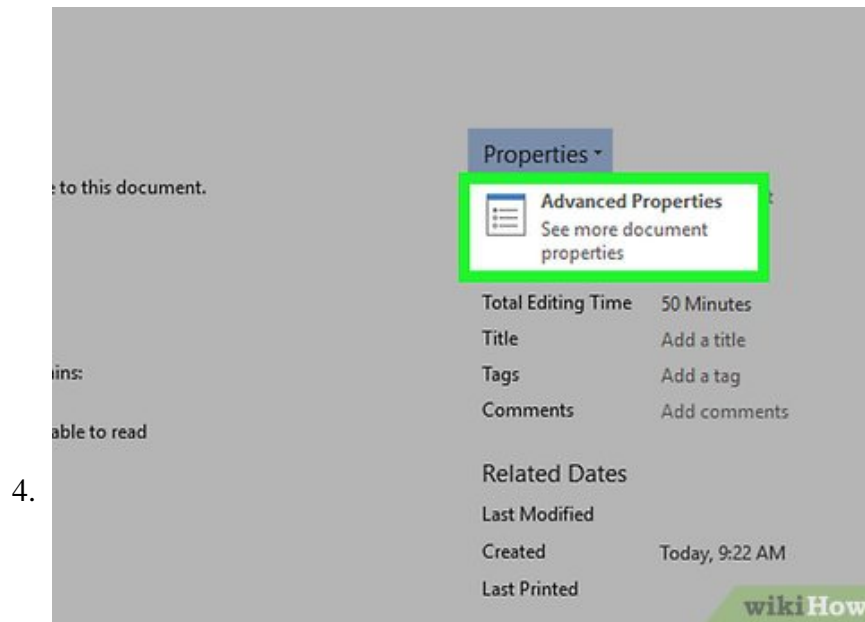 Properties
: to this document.
Advanced Properties
t
See more document
properties
Total Editing Time 50 Minutes
Title Add a title
ains:
Tags Add a tag
Comments Add comments
able to read
Related Dates
4.
Last Modified
Created Today, 9:22 AM
Last Printed
wikiHow